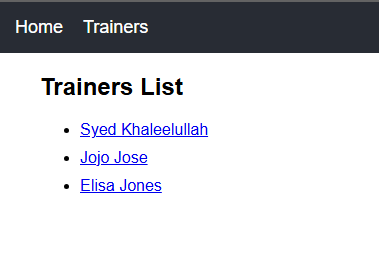 Home Trainers
Trainers List
Syed Khaleelullah
Jojo Jose
Elisa Jones